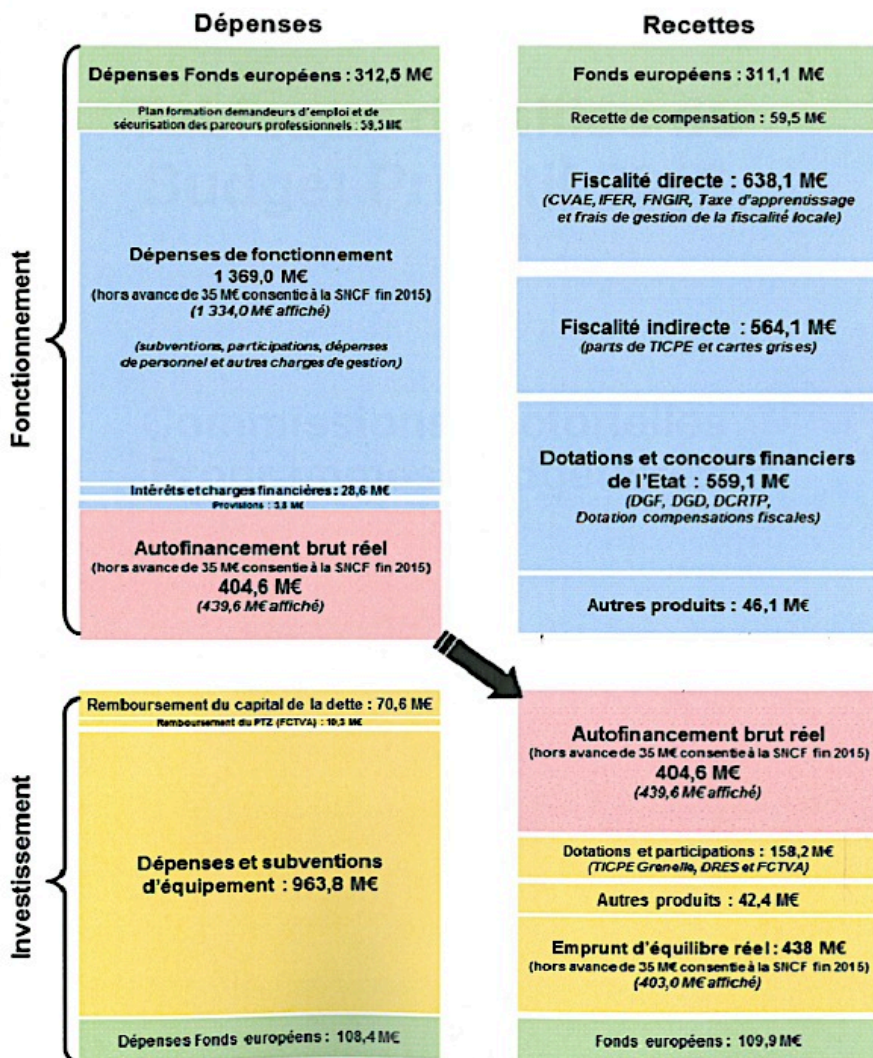 Dépenses
Recettes
Fonctionnement
Dépenses Fonds européens : 312,5 M€
Plan formation demandeurs d'emploi et de
sécurisation des parcours professionnels : 59,5 M€
Dépenses de fonctionnement
1 369,0 M€
(hors avance de 35 M€ consentie à la SNCF fin 2015)
(1 334,0 M€ affiché)
(subventions, participations, dépenses
de personnel et autres charges de gestion)
Intérêts et charges financières : 28,6 M€
Provisions : 3,8 M€
Autofinancement brut réel
(hors avance de 35 M€ consentie à la SNCF fin 2015)
404,6 M€
(439,6 M€ affiché)
Fonds européens : 311,1 M€
Recette de compensation : 59,5 M€
Fiscalité directe : 638,1 M€
(CVAE, IFER, FNGIR, Taxe d'apprentissage
et frais de gestion de la fiscalité locale)
Fiscalité indirecte : 564,1 M€
(parts de TICPE et cartes grises)
Dotations et concours financiers
de l'Etat : 559,1 M€
(DGF, DGD, DCRTP,
Dotation compensations fiscales)
Autres produits : 46,1 M€
Investissement
Remboursement du capital de la dette : 70,6 M€
Remboursement du PTZ (FCTVA) : 10,3 M€
Dépenses et subventions
d'équipement : 963,8 M€
Dépenses Fonds européens : 108,4 M€
Autofinancement brut réel
(hors avance de 35 M€ consentie à la SNCF fin 2015)
404,6 M€
(439,6 M€ affiché)
Dotations et participations : 158,2 M€
(TICPE Grenelle, DRES et FCTVA)
Autres produits : 42,4 M€
Emprunt d'équilibre réel : 438 M€
(hors avance de 35 M€ consentie à la SNCF fin 2015)
(403,0 M€ affiché)
Fonds européens : 109,9 M€